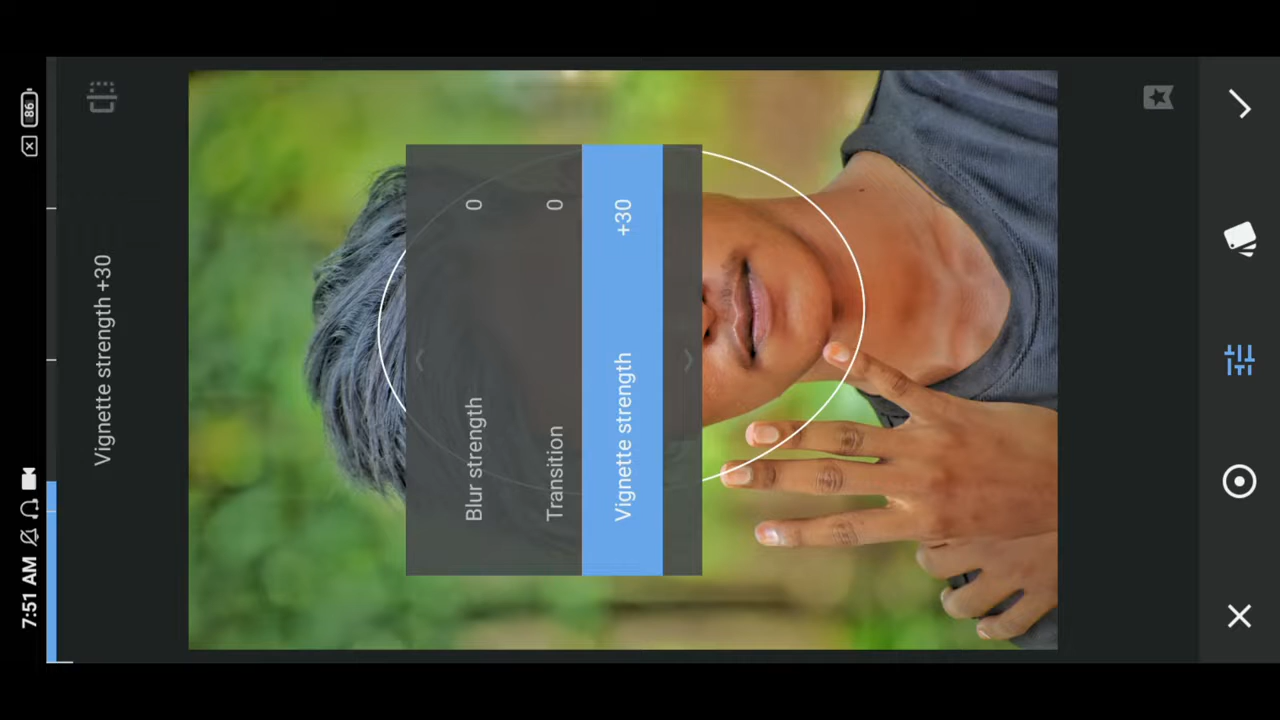 7:51 AM
86
Vignette strength +30
Blur strength 0
Transition 0
Vignette strength +30